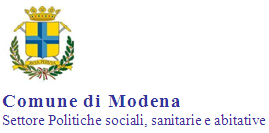 Comune di Modena
Settore Politiche sociali, sanitarie e abitative